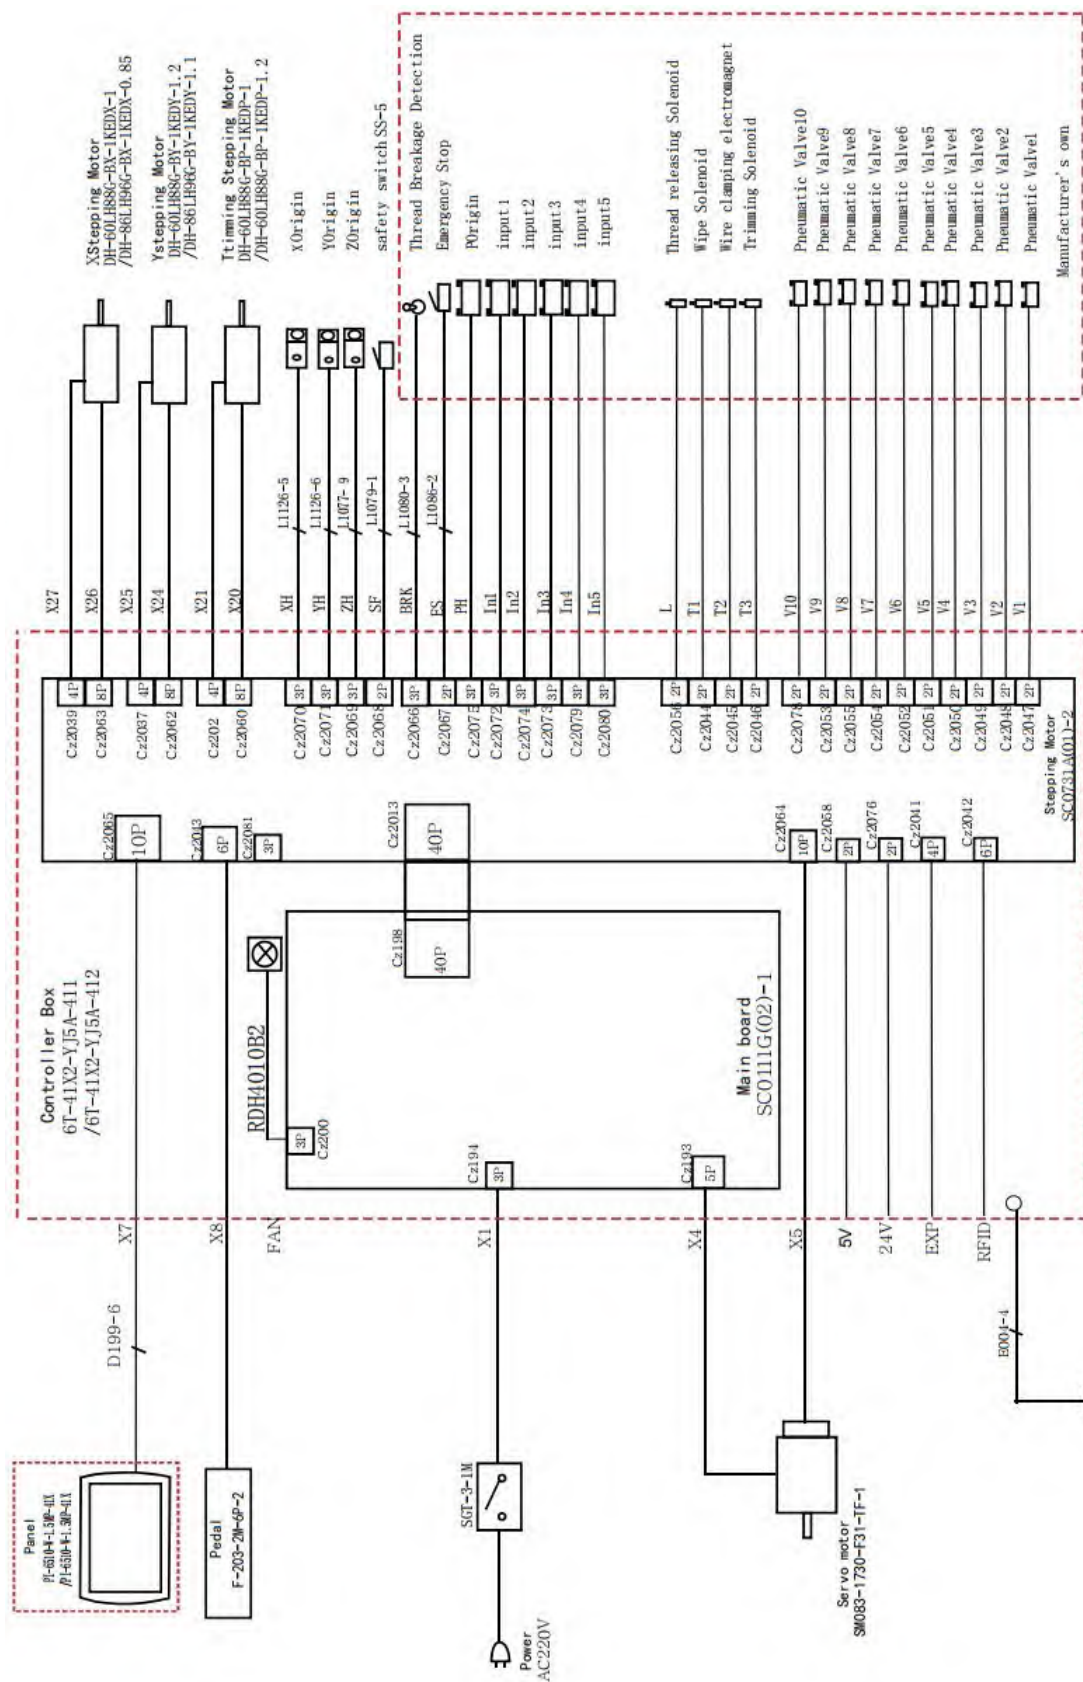 Panel
/PI-6510-W-1.5MP-41X
Pedal
F-203-2M-6P-2
Power
AC220V
SGT-3-1M
Servo motor
SM083-1730-F31-TF-1
D199-6
E004-4
X7
X8
FAN
X1
X4
X5
5V
24V
EXP
RFID
Controller Box
6T-41X2-YJ5A-411
/6T-41X2-YJ5A-412
RDH4010B2
3P
Cz200
Cz194
3P
Cz193
5P
Main board
SC0111G(02)-1
Cz198
40P
Cz2013
40P
Cz2065
10P
Cz2043
6P
Cz2081
3P
Cz2064
10P
Cz2058
2P
Cz2076
2P
Cz2041
4P
Cz2042
6P
Stepping Motor
SC0731A(01)-2
Cz2039 4P X27
Cz2063 8P X26
Cz2037 4P X25
Cz2062 8P X24
Cz202 4P X21
Cz2060 8P X20
XStepping Motor
DH-60LH88G-BX-1KEDX-1
/DH-86LH96G-BX-1KEDX-0.85
Ystepping Motor
DH-60LH88G-BY-1KEDY-1.2
/DH-86LH96G-BY-1KEDY-1.1
Trimming Stepping Motor
DH-60LH88G-BP-1KEDP-1
/DH-60LH88G-BP-1KEDP-1.2
Cz2070 3P XH L1126-5 xOrigin
Cz2071 3P YH L1126-6 YOrigin
Cz2069 3P ZH L1077-9 ZOrigin
Cz2068 2P SF L1079-1 safety switchSS-5
Cz2066 3P BRK L1080-3 Thread Breakage Detection
Cz2067 2P ES L1086-2 Emergency Stop
Cz2075 3P PH POrigin
Cz2072 3P In1 input1
Cz2074 3P In2 input2
Cz2073 3P In3 input3
Cz2079 3P In4 input4
Cz2080 3P In5 input5
Cz2056 2P L Thread releasing Solenoid
Cz2044 2P T1 Wipe Solenoid
Cz2045 2P T2 Wire clamping electromagnet
Cz2046 2P T3 Trimming Solenoid
Cz2078 2P V10 Pneumatic Valve10
Cz2053 2P V9 Pneumatic Valve9
Cz2055 2P V8 Pneumatic Valve8
Cz2054 2P V7 Pneumatic Valve7
Cz2052 2P V6 Pneumatic Valve6
Cz2051 2P V5 Pneumatic Valve5
Cz2050 2P V4 Pneumatic Valve4
Cz2049 2P V3 Pneumatic Valve3
Cz2048 2P V2 Pneumatic Valve2
Cz2047 2P V1 Pneumatic Valve1
Manufacturer's own